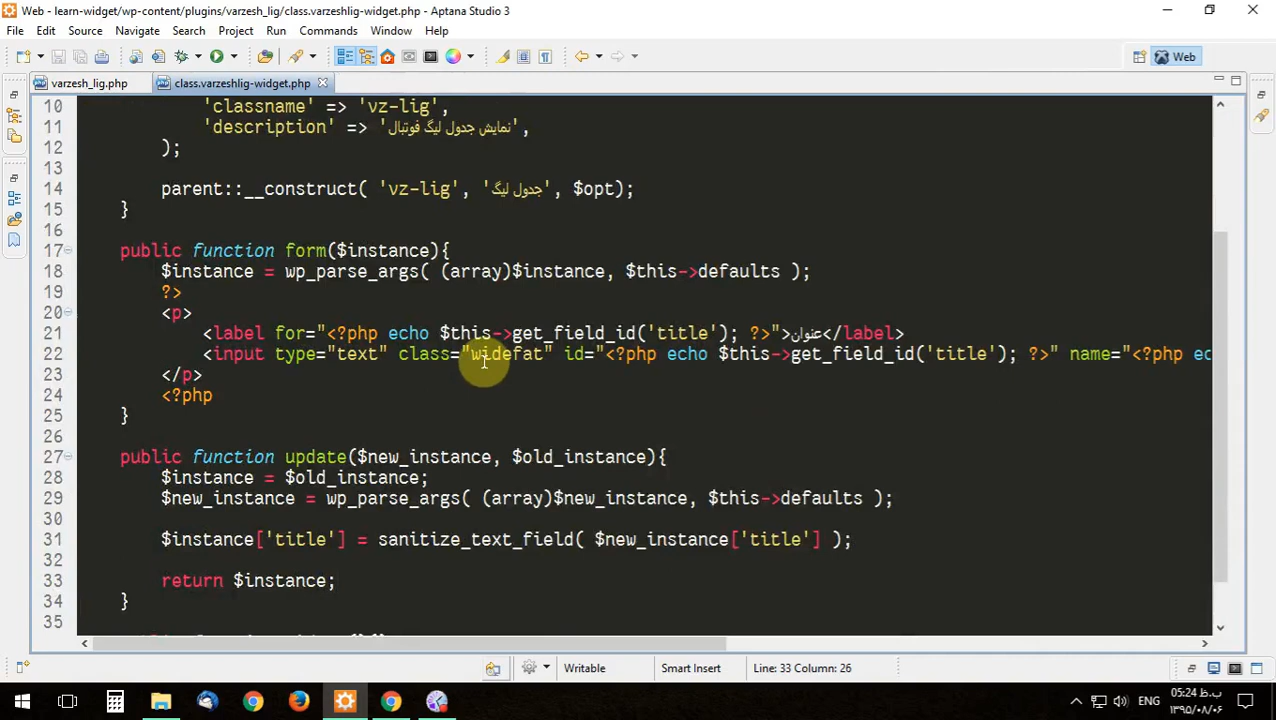 Web - learn-widget/wp-content/plugins/varzesh_lig/class.varzeshlig-widget.php - Aptana Studio 3
File Edit Source Navigate Search Project Run Commands Window Help
Web
varzesh_lig.php class.varzeshlig-widget.php
10 'classname' => 'vz-lig',
11 'description' => 'نمایش جدول لیگ فوتبال',
12 );
13
14 parent::__construct( 'vz-lig', 'جدول لیگ', $opt);
15 }
16
17 public function form($instance){
18 $instance = wp_parse_args( (array)$instance, $this->defaults );
19 ?>
20 <p>
21 <label for="<?php echo $this->get_field_id('title'); ?>">عنوان</label>
22 <input type="text" class="widefat" id="<?php echo $this->get_field_id('title'); ?>" name="<?php ec
23 </p>
24 <?php
25 }
26
27 public function update($new_instance, $old_instance){
28 $instance = $old_instance;
29 $new_instance = wp_parse_args( (array)$new_instance, $this->defaults );
30
31 $instance['title'] = sanitize_text_field( $new_instance['title'] );
32
33 return $instance;
34 }
35
Writable Smart Insert Line: 33 Column: 26
ENG 05:24 ب.ظ
۱۳۹۵/۰۸/۰۶